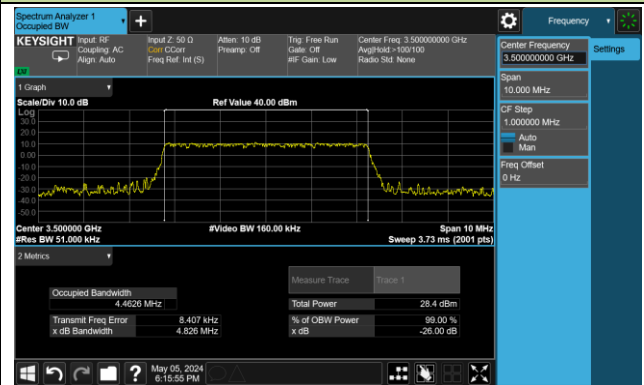 Spectrum Analyzer 1
Occupied BW
Frequency
KEYSIGHT
Input: RF
Coupling: AC
Align: Auto
Input Z: 50 Ω
Corr CCorr
Freq Ref: Int (S)
Atten: 10 dB
Preamp: Off
Trig: Free Run
Gate: Off
#IF Gain: Low
Center Freq: 3.500000000 GHz
Avg|Hold:>100/100
Radio Std: None
Center Frequency
3.500000000 GHz
Settings
Span
10.000 MHz
CF Step
1.000000 MHz
Auto
Man
Freq Offset
0 Hz
1 Graph
Scale/Div 10.0 dB
Ref Value 40.00 dBm
Log
30.0
20.0
10.0
0.00
-10.0
-20.0
-30.0
-40.0
-50.0
Center 3.50000 GHz
#Video BW 160.00 kHz
Span 10 MHz
#Res BW 51.000 kHz
Sweep 3.73 ms (2001 pts)
2 Metrics
Measure Trace
Trace 1
Occupied Bandwidth
4.4626 MHz
Total Power
28.4 dBm
Transmit Freq Error
8.407 kHz
% of OBW Power
99.00 %
x dB Bandwidth
4.826 MHz
x dB
-26.00 dB
May 05, 2024
6:15:55 PM